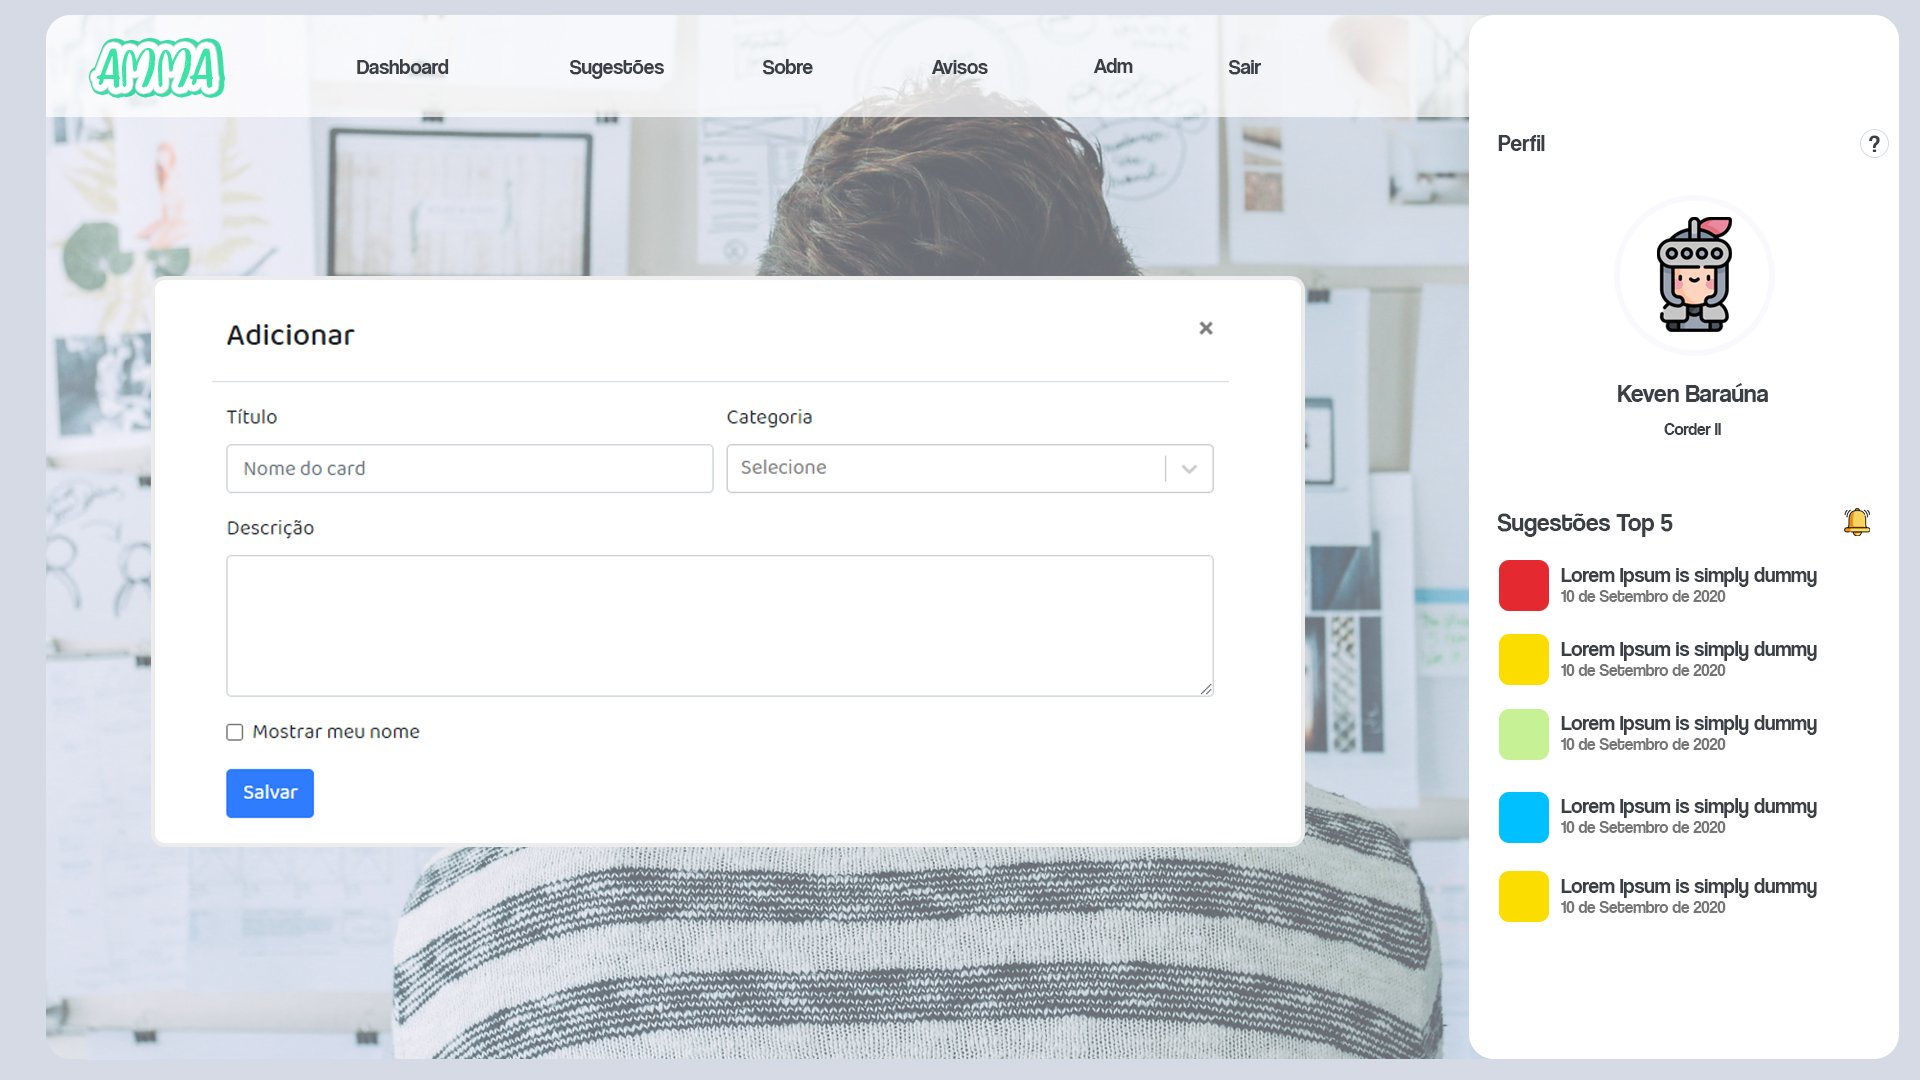 AMMA
Dashboard
Sugestões
Sobre
Avisos
Adm
Sair
Adicionar
×
Título
Categoria
Nome do card
Selecione
Descrição
Mostrar meu nome
Salvar
Perfil
?
Keven Baraúna
Corder II
Sugestões Top 5
Lorem Ipsum is simply dummy
10 de Setembro de 2020
Lorem Ipsum is simply dummy
10 de Setembro de 2020
Lorem Ipsum is simply dummy
10 de Setembro de 2020
Lorem Ipsum is simply dummy
10 de Setembro de 2020
Lorem Ipsum is simply dummy
10 de Setembro de 2020